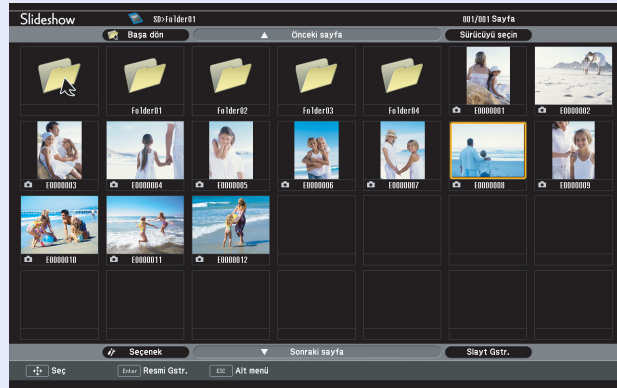 Slideshow SD>Folder01 001/001 Sayfa
Başa dön Önceki sayfa Sürücüyü seçin
Folder01 Folder02 Folder03 Folder04 E0000001 E0000002
E0000003 E0000004 E0000005 E0000006 E0000007 E0000008 E0000009
E0000010 E0000011 E0000012
Seçenek Sonraki sayfa Slayt Gstr.
Seç Enter Resmi Gstr. ESC Alt menü